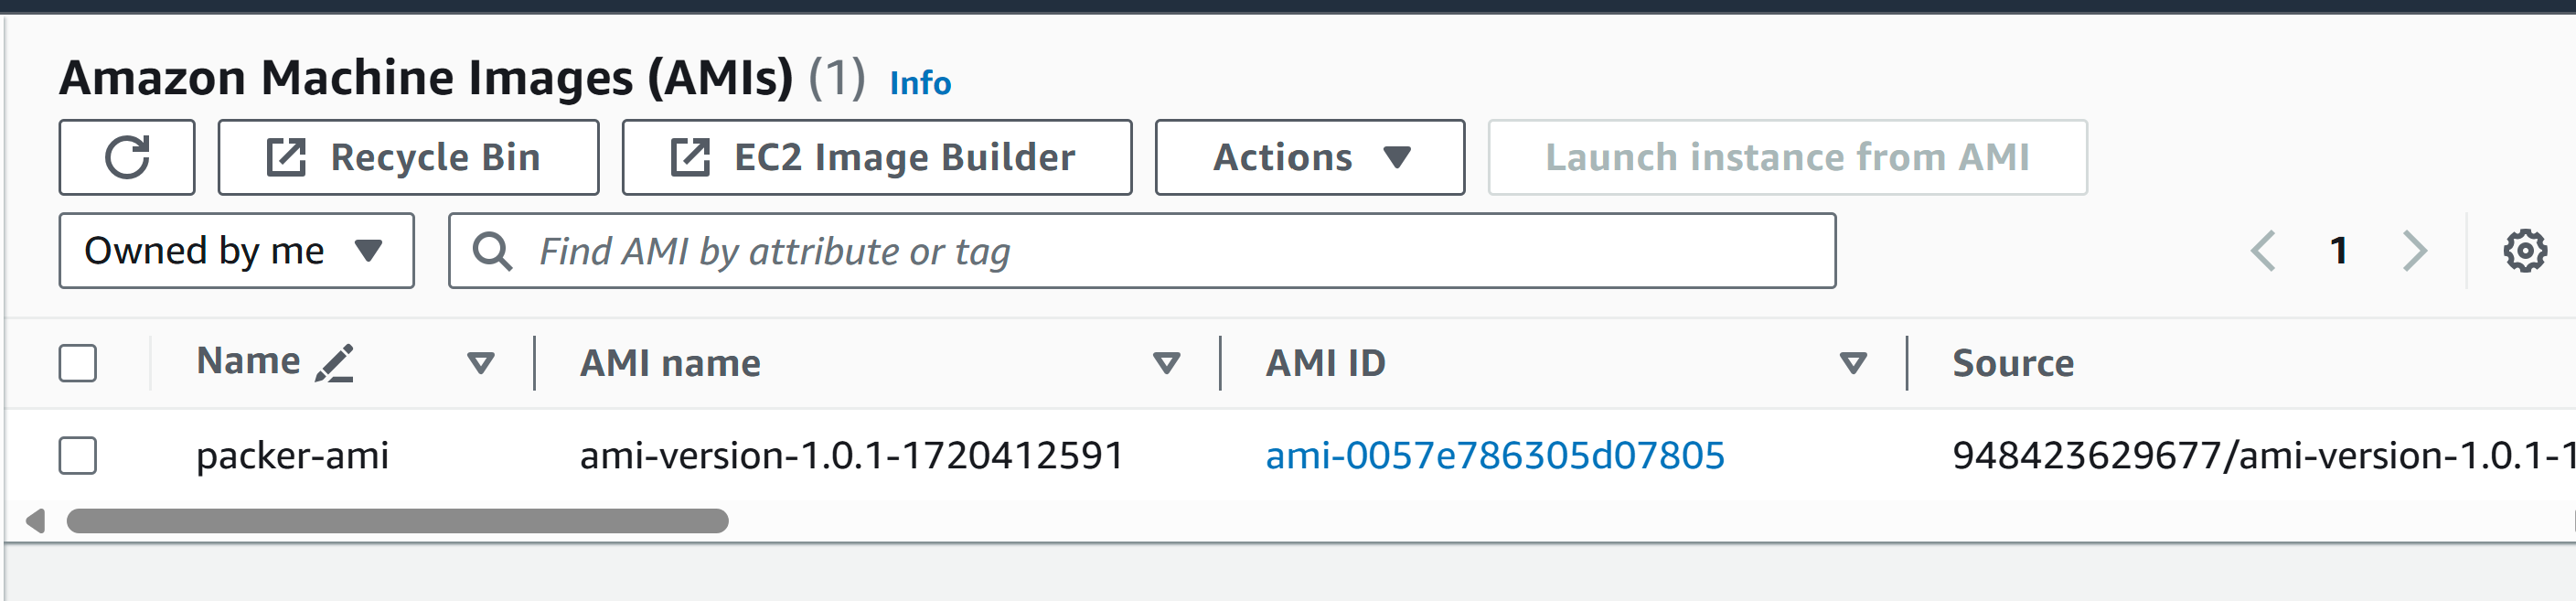 Amazon Machine Images (AMIs) (1) Info
Recycle Bin EC2 Image Builder Actions Launch instance from AMI
Owned by me Find AMI by attribute or tag 1
Name AMI name AMI ID Source
packer-ami ami-version-1.0.1-1720412591 ami-0057e786305d07805 948423629677/ami-version-1.0.1-1